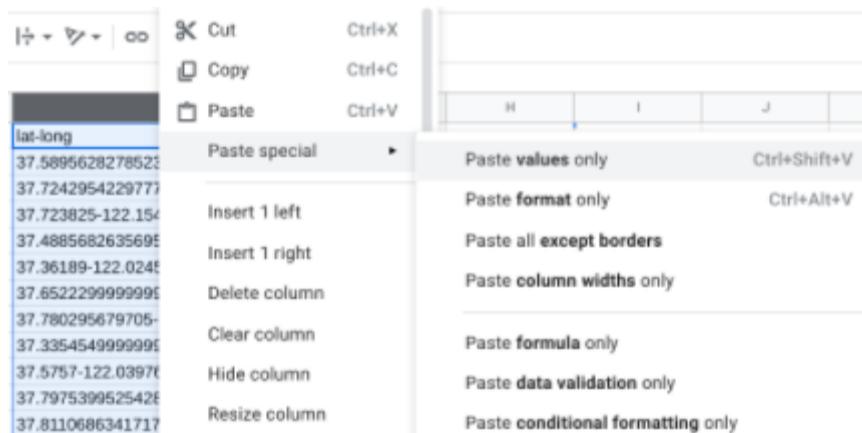 Cut Ctrl+X
Copy Ctrl+C
Paste Ctrl+V
Paste special
Insert 1 left
Insert 1 right
Delete column
Clear column
Hide column
Resize column
H I J
Paste values only Ctrl+Shift+V
Paste format only Ctrl+Alt+V
Paste all except borders
Paste column widths only
Paste formula only
Paste data validation only
Paste conditional formatting only
lat-long
37.5895628278523
37.7242954229777
37.723825-122.154
37.4885682635695
37.36189-122.0245
37.6522299999999
37.780295679705-
37.3354549999999
37.5757-122.03976
37.7975399525428
37.8110686341717